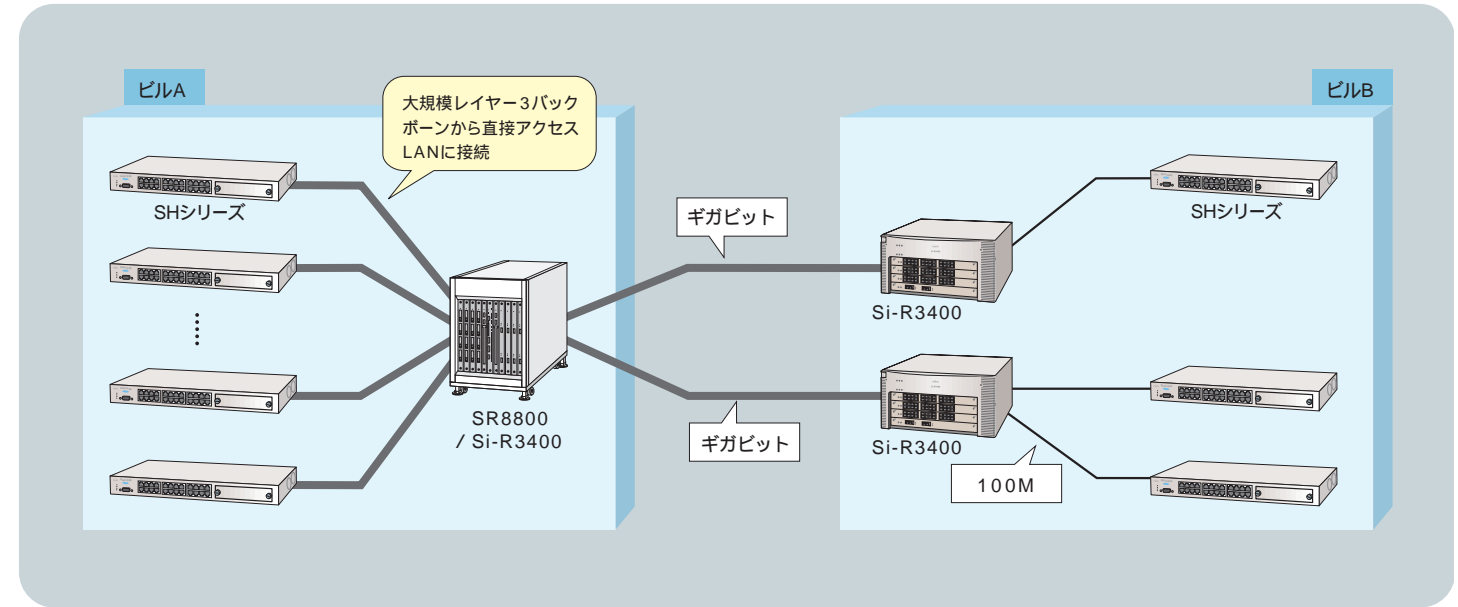 ビルA
ビルB
大規模レイヤー3バック
ボーンから直接アクセス
LANに接続
SHシリーズ
SHシリーズ
ギガビット
Si-R3400
SR8800
/ Si-R3400
ギガビット
Si-R3400
100M